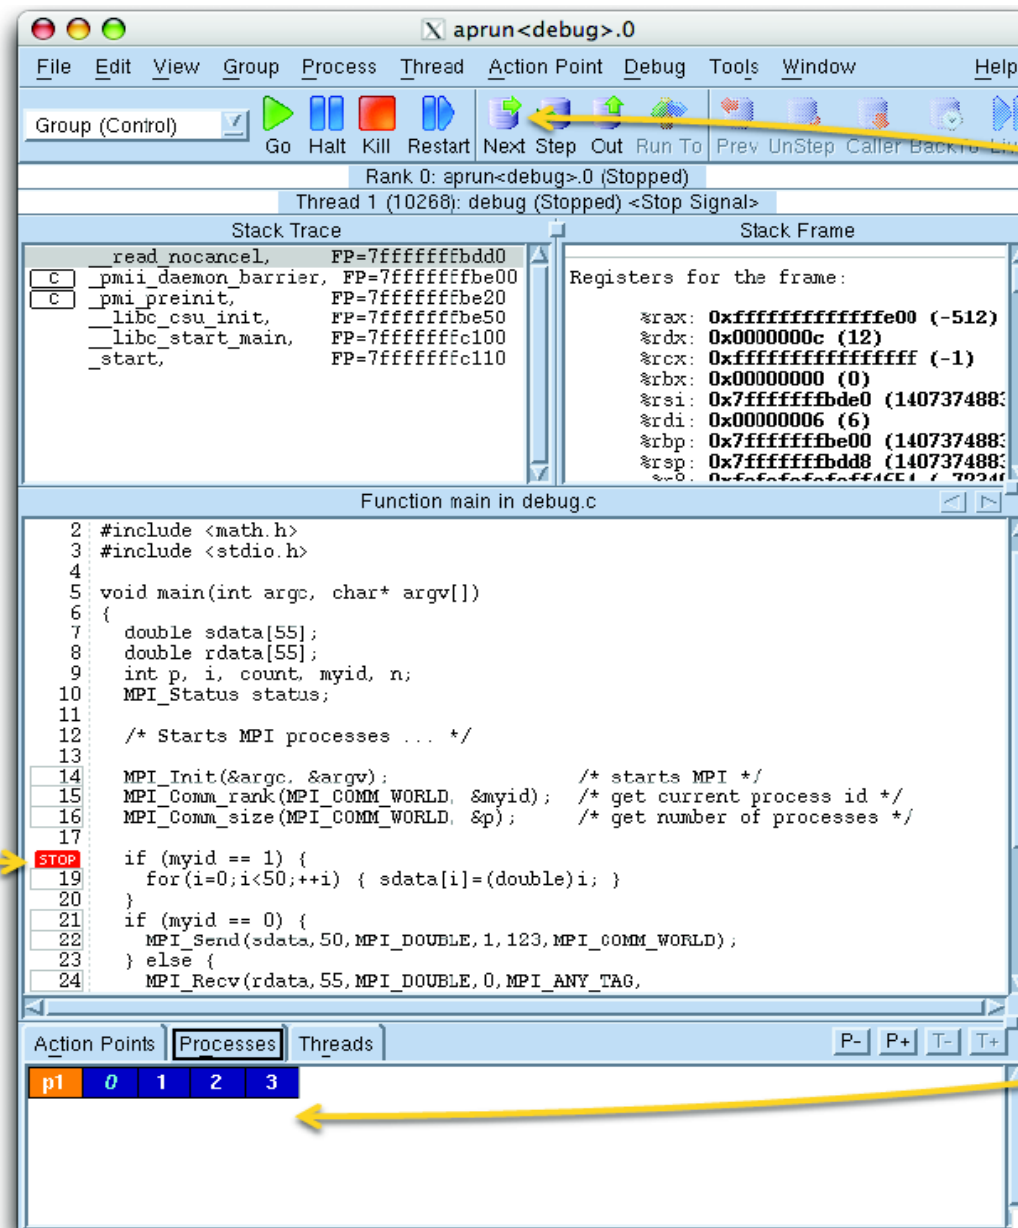 aprun<debug>.0
File Edit View Group Process Thread Action Point Debug Tools Window Help
Group (Control)
Go Halt Kill Restart Next Step Out Run To Prev UnStep Caller BackTo
Rank 0: aprun<debug>.0 (Stopped)
Thread 1 (10268): debug (Stopped) <Stop Signal>
Stack Trace
__read_nocancel, FP=7fffffffbdd0
C _pmii_daemon_barrier, FP=7fffffffbe00
C _pmi_preinit, FP=7fffffffbe20
__libc_csu_init, FP=7fffffffbe50
__libc_start_main, FP=7fffffffc100
_start, FP=7fffffffc110
Stack Frame
Registers for the frame:
%rax: 0xfffffffffffffe00 (-512)
%rdx: 0x0000000c (12)
%rcx: 0xffffffffffffffff (-1)
%rbx: 0x00000000 (0)
%rsi: 0x7fffffffbde0 (1407374883
%rdi: 0x00000006 (6)
%rbp: 0x7fffffffbe00 (1407374883
%rsp: 0x7fffffffbdd8 (1407374883
Function main in debug.c
2 #include <math.h>
3 #include <stdio.h>
4
5 void main(int argc, char* argv[])
6 {
7 double sdata[55];
8 double rdata[55];
9 int p, i, count, myid, n;
10 MPI_Status status;
11
12 /* Starts MPI processes ... */
13
14 MPI_Init(&argc, &argv); /* starts MPI */
15 MPI_Comm_rank(MPI_COMM_WORLD, &myid); /* get current process id */
16 MPI_Comm_size(MPI_COMM_WORLD, &p); /* get number of processes */
17
STOP if (myid == 1) {
19 for(i=0;i<50;++i) { sdata[i]=(double)i; }
20 }
21 if (myid == 0) {
22 MPI_Send(sdata,50,MPI_DOUBLE,1,123,MPI_COMM_WORLD);
23 } else {
24 MPI_Recv(rdata,55,MPI_DOUBLE,0,MPI_ANY_TAG,
Action Points Processes Threads P- P+ T- T+
p1 0 1 2 3